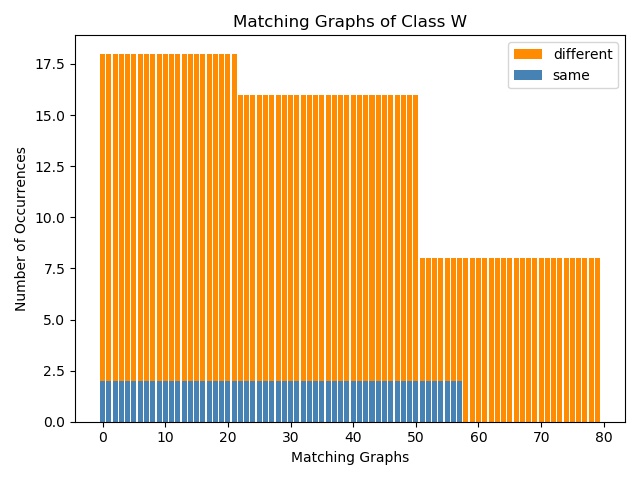 Matching Graphs of Class W
different
same
Number of Occurrences
17.5
15.0
12.5
10.0
7.5
5.0
2.5
0.0
0 10 20 30 40 50 60 70 80
Matching Graphs